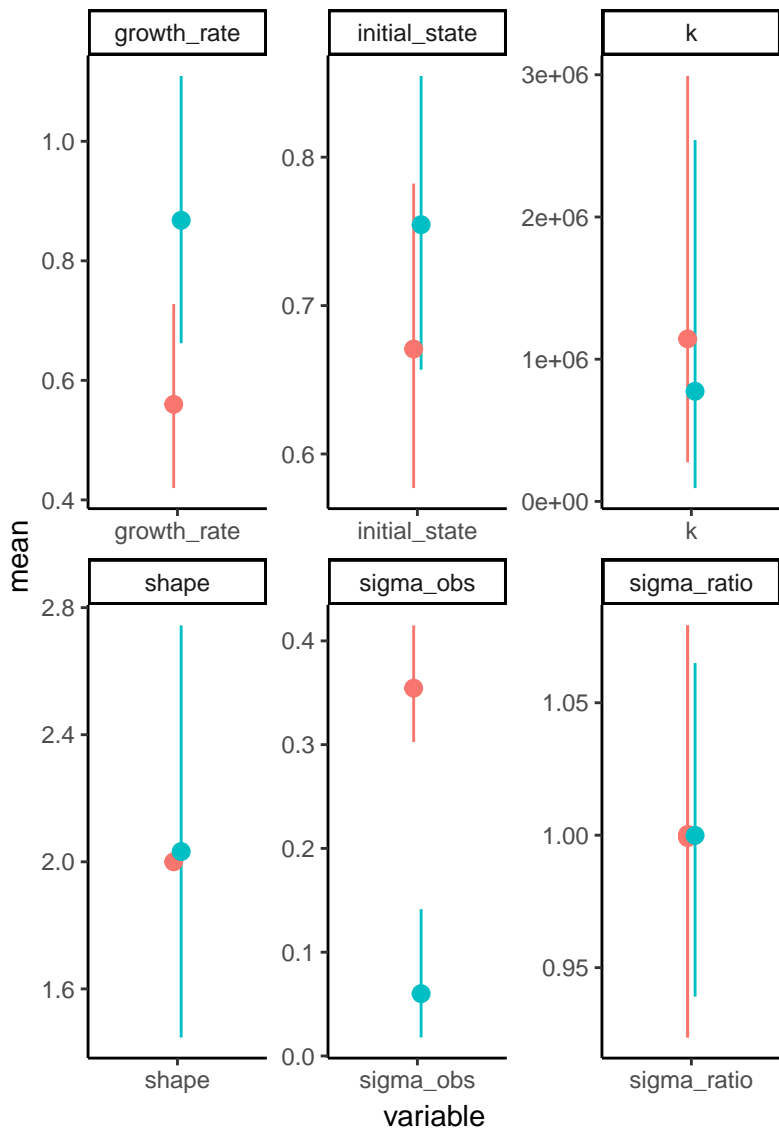 growth_rate
initial_state
k
1.0
0.8
0.6
0.4
0.8
0.7
0.6
3e+06
2e+06
1e+06
0e+00
growth_rate
initial_state
k
mean
shape
sigma_obs
sigma_ratio
2.8
2.4
2.0
1.6
0.4
0.3
0.2
0.1
0.0
1.05
1.00
0.95
shape
sigma_obs
sigma_ratio
variable